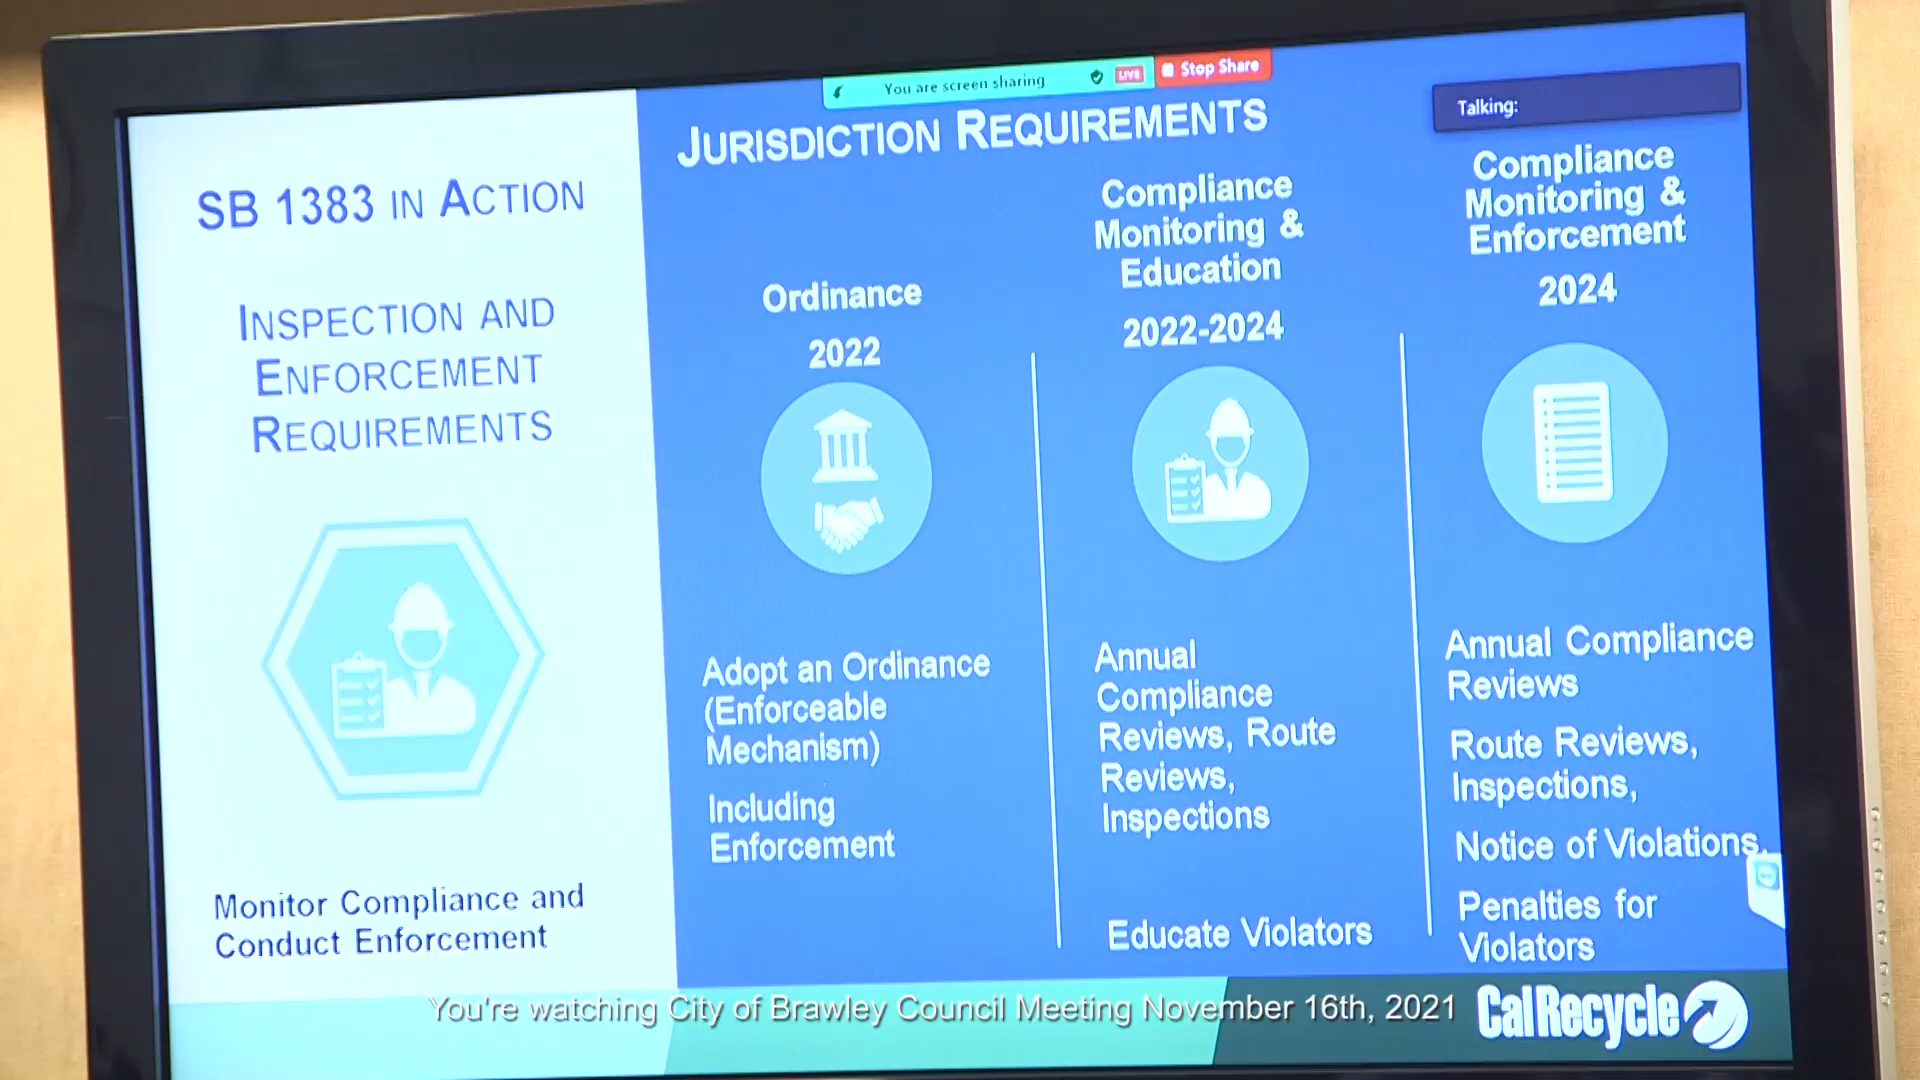 You are screen sharing
LIVE
Stop Share
Talking:
SB 1383 IN ACTION
INSPECTION AND
ENFORCEMENT
REQUIREMENTS
Monitor Compliance and
Conduct Enforcement
JURISDICTION REQUIREMENTS
Ordinance
2022
Adopt an Ordinance
(Enforceable
Mechanism)
Including
Enforcement
Compliance
Monitoring &
Education
2022-2024
Annual
Compliance
Reviews, Route
Reviews,
Inspections
Educate Violators
Compliance
Monitoring &
Enforcement
2024
Annual Compliance
Reviews
Route Reviews,
Inspections,
Notice of Violations,
Penalties for
Violators
You're watching City of Brawley Council Meeting November 16th, 2021
CalRecycle